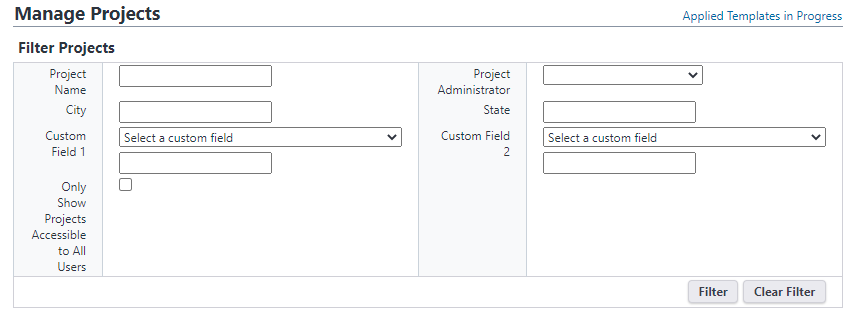 Manage Projects
Applied Templates in Progress
Filter Projects
Project
Name
Project
Administrator
City
State
Custom
Field 1
Select a custom field
Custom Field
2
Select a custom field
Only
Show
Projects
Accessible
to All
Users
Filter
Clear Filter